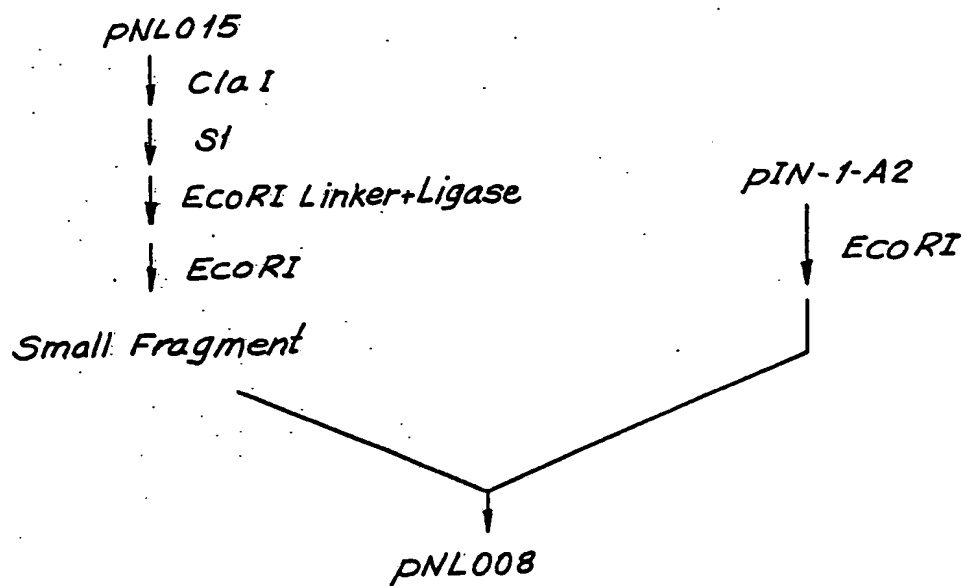 pNL015
Cla I
S1
EcoRI Linker+Ligase
EcoRI
Small Fragment
pIN-1-A2
EcoRI
pNL008